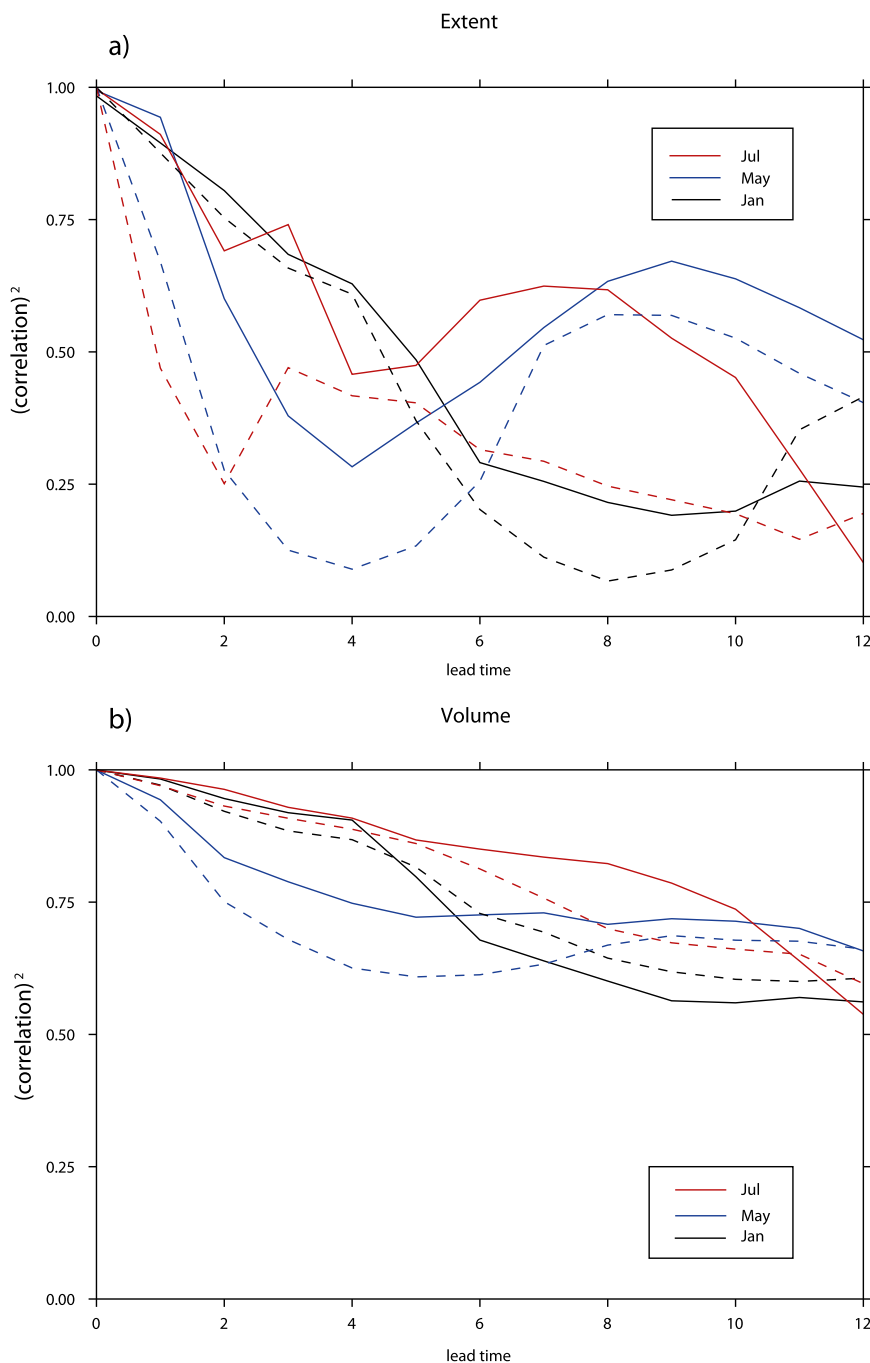 Extent
a)
1.00
0.75
0.50
0.25
0.00
(correlation)²
Jul
May
Jan
0 2 4 6 8 10 12
lead time
b)
Volume
1.00
0.75
0.50
0.25
0.00
(correlation)²
Jul
May
Jan
0 2 4 6 8 10 12
lead time